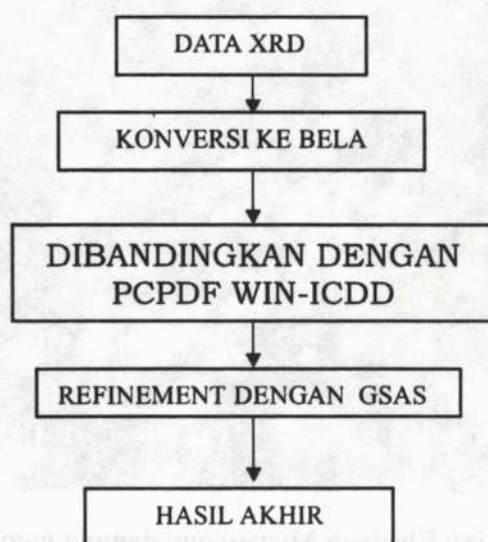 DATA XRD
KONVERSI KE BELA
DIBANDINGKAN DENGAN
PCPDF WIN-ICDD
REFINEMENT DENGAN GSAS
HASIL AKHIR